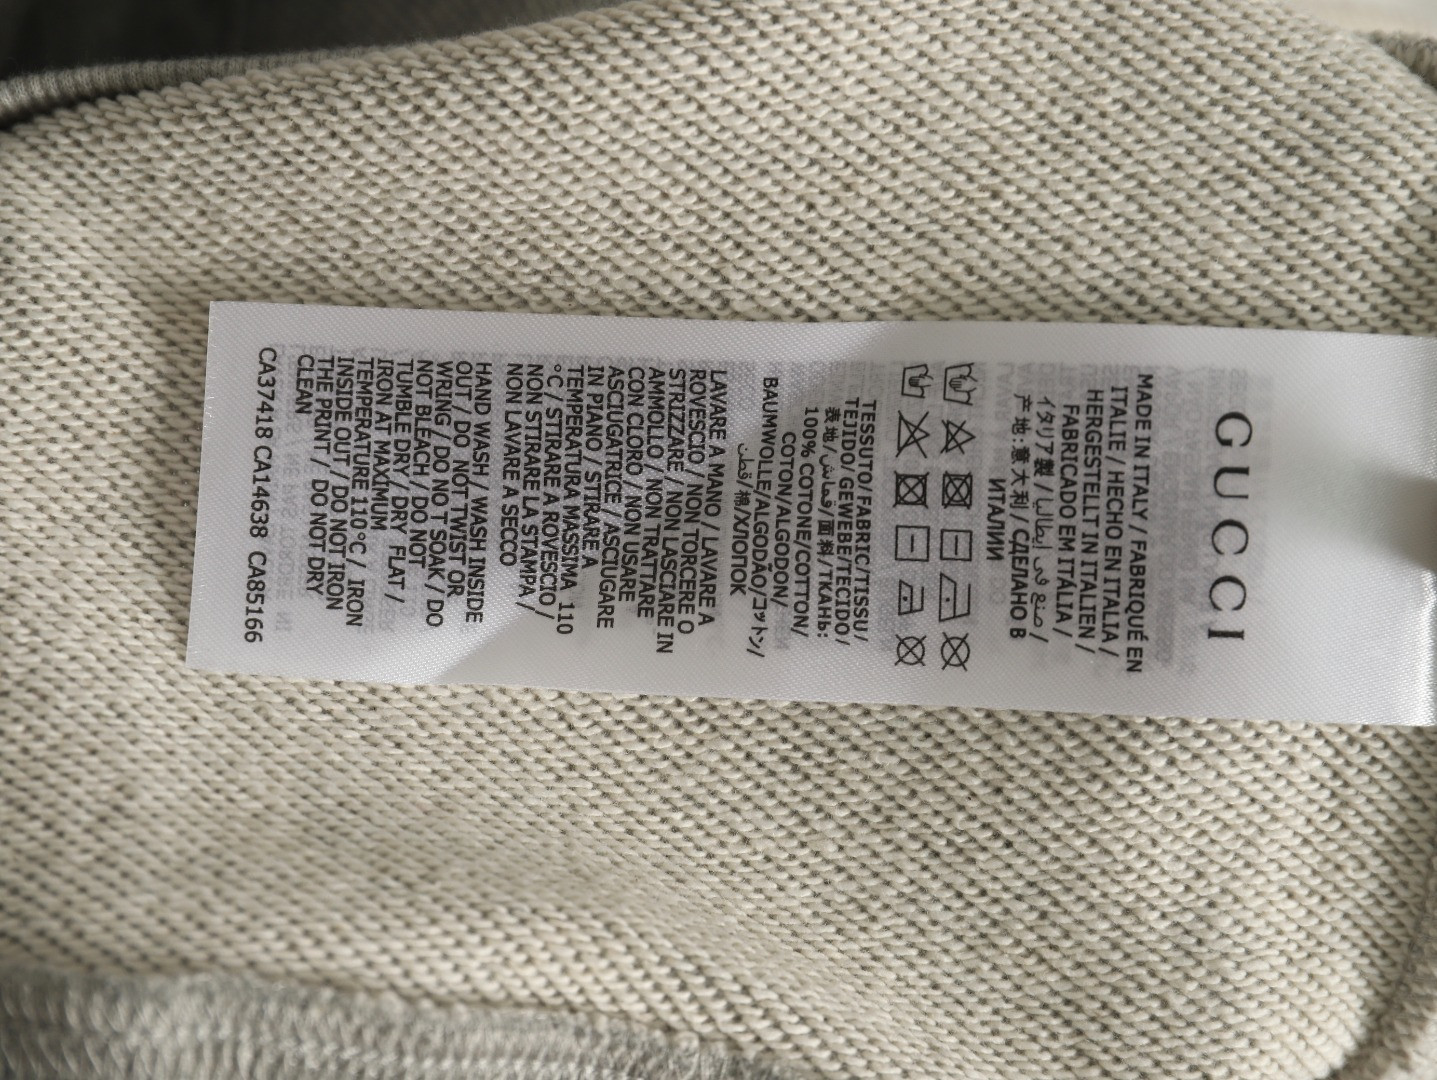 GUCCI
MADE IN ITALY / FABRIQUÉ EN
ITALIE / HECHO EN ITALIA /
HERGESTELLT IN ITALIEN /
FABRICADO EM ITÁLIA /
イタリア製 / صنع في إيطاليا /
产地:意大利 / СДЕЛАНО В
ИТАЛИИ
TESSUTO/ FABRIC/TISSU/
TEJIDO/ GEWEBE/TECIDO/
表地/قماش/面料/ТКАНЬ:
100% COTONE/COTTON/
COTON/ALGODON/
BAUMWOLLE/ALGODÃO/コットン/
قطن/棉/ХЛОПОК
LAVARE A MANO / LAVARE A
ROVESCIO / NON TORCERE O
STRIZZARE / NON LASCIARE IN
AMMOLLO / NON TRATTARE
CON CLORO / NON USARE
ASCIUGATRICE / ASCIUGARE
IN PIANO / STIRARE A
TEMPERATURA MASSIMA 110
°C / STIRARE A ROVESCIO /
NON STIRARE LA STAMPA /
NON LAVARE A SECCO
HAND WASH / WASH INSIDE
OUT / DO NOT TWIST OR
WRING / DO NO T SOAK / DO
NOT BLEACH / DO NOT
TUMBLE DRY / DRY FLAT /
IRON AT MAXIMUM
TEMPERATURE 110°C / IRON
INSIDE OUT / DO NOT IRON
THE PRINT / DO NOT DRY
CLEAN
CA37418 CA14638 CA85166